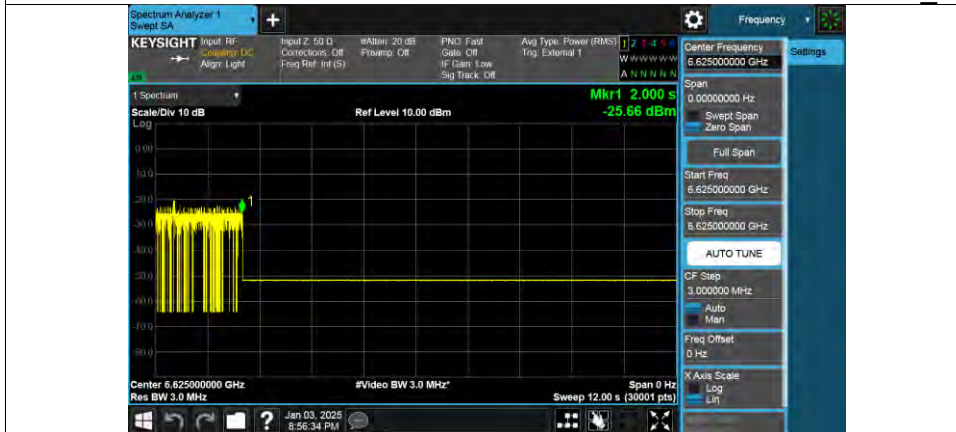 Spectrum Analyzer 1
Swept SA
Frequency
KEYSIGHT
Input: RF
Coupling: DC
Align: Light
Input Z: 50 Ω
Corrections: Off
Freq Ref: Int (S)
#Atten: 20 dB
Preamp: Off
PNO: Fast
Gate: Off
IF Gain: Low
Sig Track: Off
Avg Type: Power (RMS)
Trig: External 1
1 2 3 4 5 6
W W W W W W
A N N N N N
1 Spectrum
Scale/Div 10 dB
Ref Level 10.00 dBm
Mkr1 2.000 s
-25.66 dBm
Log
0.00
-10.0
-20.0
-30.0
-40.0
-50.0
-60.0
-70.0
-80.0
1
Center 6.625000000 GHz
Res BW 3.0 MHz
#Video BW 3.0 MHz*
Span 0 Hz
Sweep 12.00 s (30001 pts)
Jan 03, 2025
8:56:34 PM
Center Frequency
6.625000000 GHz
Settings
Span
0.00000000 Hz
Swept Span
Zero Span
Full Span
Start Freq
6.625000000 GHz
Stop Freq
6.625000000 GHz
AUTO TUNE
CF Step
3.000000 MHz
Auto
Man
Freq Offset
0 Hz
X Axis Scale
Log
Lin